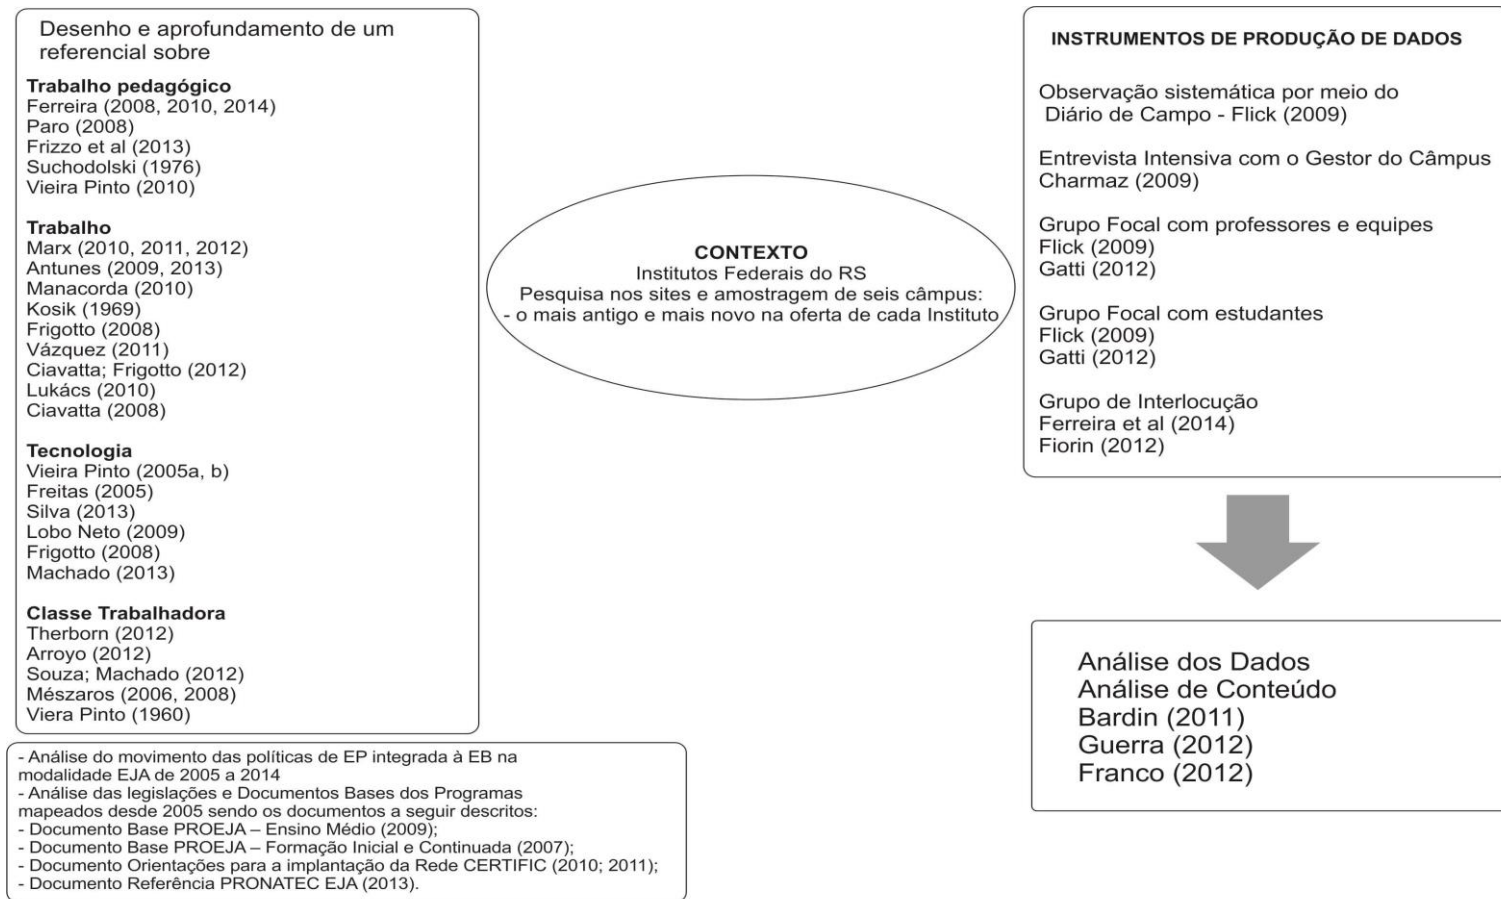 Desenho e aprofundamento de um
referencial sobre
Trabalho pedagógico
Ferreira (2008, 2010, 2014)
Paro (2008)
Frizzo et al (2013)
Suchodolski (1976)
Vieira Pinto (2010)
Trabalho
Marx (2010, 2011, 2012)
Antunes (2009, 2013)
Manacorda (2010)
Kosik (1969)
Frigotto (2008)
Vázquez (2011)
Ciavatta; Frigotto (2012)
Lukács (2010)
Ciavatta (2008)
Tecnologia
Vieira Pinto (2005a, b)
Freitas (2005)
Silva (2013)
Lobo Neto (2009)
Frigotto (2008)
Machado (2013)
Classe Trabalhadora
Therborn (2012)
Arroyo (2012)
Souza; Machado (2012)
Mészaros (2006, 2008)
Viera Pinto (1960)
- Análise do movimento das políticas de EP integrada à EB na
modalidade EJA de 2005 a 2014
- Análise das legislações e Documentos Bases dos Programas
mapeados desde 2005 sendo os documentos a seguir descritos:
- Documento Base PROEJA – Ensino Médio (2009);
- Documento Base PROEJA – Formação Inicial e Continuada (2007);
- Documento Orientações para a implantação da Rede CERTIFIC (2010; 2011);
- Documento Referência PRONATEC EJA (2013).
CONTEXTO
Institutos Federais do RS
Pesquisa nos sites e amostragem de seis câmpus:
- o mais antigo e mais novo na oferta de cada Instituto
INSTRUMENTOS DE PRODUÇÃO DE DADOS
Observação sistemática por meio do
Diário de Campo - Flick (2009)
Entrevista Intensiva com o Gestor do Câmpus
Charmaz (2009)
Grupo Focal com professores e equipes
Flick (2009)
Gatti (2012)
Grupo Focal com estudantes
Flick (2009)
Gatti (2012)
Grupo de Interlocução
Ferreira et al (2014)
Fiorin (2012)
Análise dos Dados
Análise de Conteúdo
Bardin (2011)
Guerra (2012)
Franco (2012)